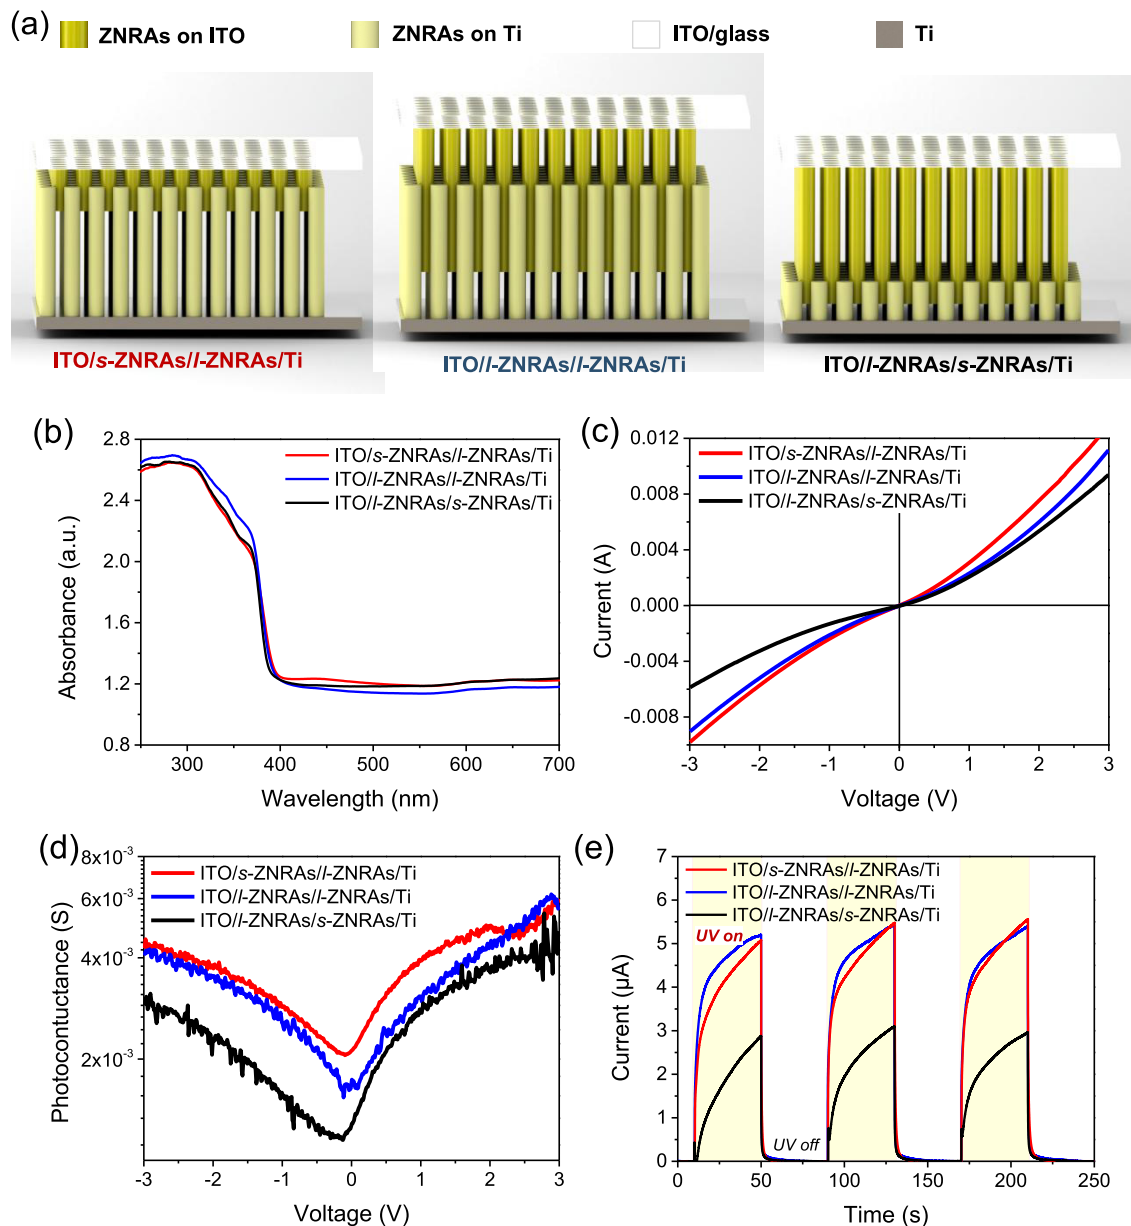 (a)
ZNRAs on ITO ZNRAs on Ti ITO/glass Ti
ITO/s-ZNRAs//l-ZNRAs/Ti ITO//l-ZNRAs//l-ZNRAs/Ti ITO//l-ZNRAs/s-ZNRAs/Ti
(b)
2.8
2.4
2.0
1.6
1.2
0.8
Absorbance (a.u.)
ITO/s-ZNRAs//l-ZNRAs/Ti
ITO//l-ZNRAs//l-ZNRAs/Ti
ITO//l-ZNRAs/s-ZNRAs/Ti
300 400 500 600 700
Wavelength (nm)
(c)
0.012
0.008
0.004
0.000
-0.004
-0.008
Current (A)
ITO/s-ZNRAs//l-ZNRAs/Ti
ITO//l-ZNRAs//l-ZNRAs/Ti
ITO//l-ZNRAs/s-ZNRAs/Ti
-3 -2 -1 0 1 2 3
Voltage (V)
(d)
8x10⁻³
6x10⁻³
4x10⁻³
2x10⁻³
Photocontuctance (S)
ITO/s-ZNRAs//l-ZNRAs/Ti
ITO//l-ZNRAs//l-ZNRAs/Ti
ITO//l-ZNRAs/s-ZNRAs/Ti
-3 -2 -1 0 1 2 3
Voltage (V)
(e)
7
6
5
4
3
2
1
0
Current (μA)
ITO/s-ZNRAs//l-ZNRAs/Ti
ITO//l-ZNRAs//l-ZNRAs/Ti
ITO//l-ZNRAs/s-ZNRAs/Ti
UV on
UV off
0 50 100 150 200 250
Time (s)